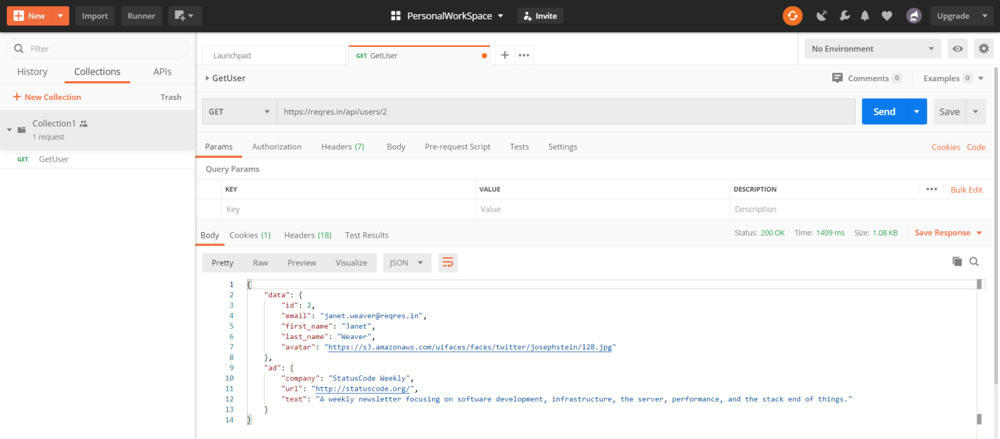 New Import Runner PersonalWorkSpace Invite Upgrade
Filter
History Collections APIs
+ New Collection Trash
Collection1
1 request
GET GetUser
Launchpad GET GetUser + ••• No Environment
GetUser Comments 0 Examples 0
GET https://reqres.in/api/users/2 Send Save
Params Authorization Headers (7) Body Pre-request Script Tests Settings Cookies Code
Query Params
KEY VALUE DESCRIPTION ••• Bulk Edit
Key Value Description
Body Cookies (1) Headers (18) Test Results Status: 200 OK Time: 1409 ms Size: 1.08 KB Save Response
Pretty Raw Preview Visualize JSON
1 {
2 "data": {
3 "id": 2,
4 "email": "janet.weaver@reqres.in",
5 "first_name": "Janet",
6 "last_name": "Weaver",
7 "avatar": "https://s3.amazonaws.com/uifaces/faces/twitter/josephstein/128.jpg"
8 },
9 "ad": {
10 "company": "StatusCode Weekly",
11 "url": "http://statuscode.org/",
12 "text": "A weekly newsletter focusing on software development, infrastructure, the server, performance, and the stack end of things."
13 }
14 }